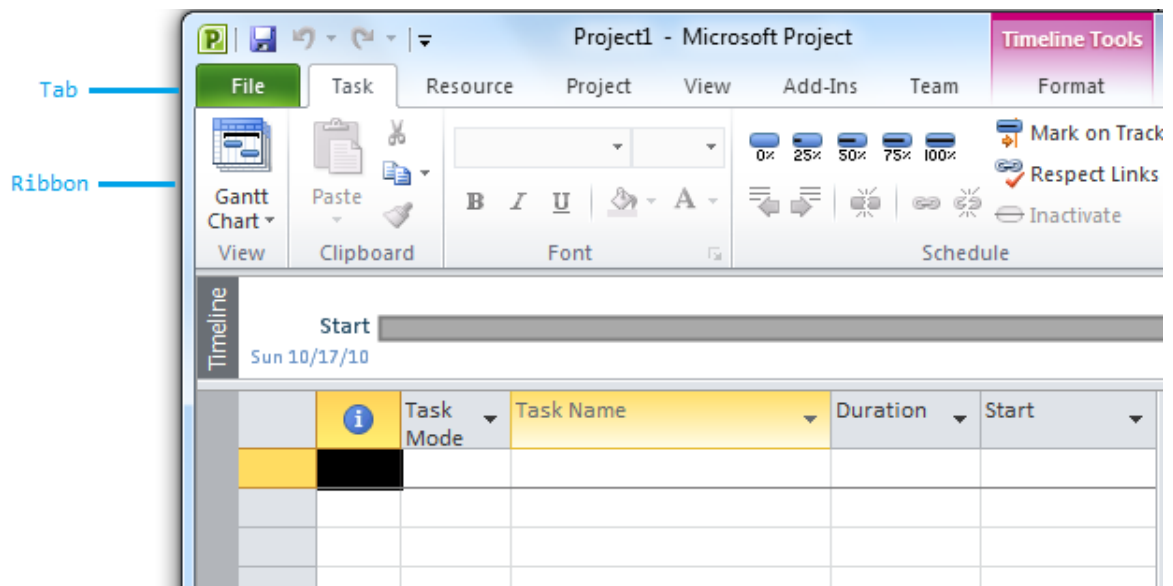 Project1 - Microsoft Project
Timeline Tools
Tab
File
Task
Resource
Project
View
Add-Ins
Team
Format
Ribbon
Gantt
Chart
Paste
B I U A
0% 25% 50% 75% 100%
Mark on Track
Respect Links
Inactivate
View
Clipboard
Font
Schedule
Timeline
Start
Sun 10/17/10
Task
Mode
Task Name
Duration
Start